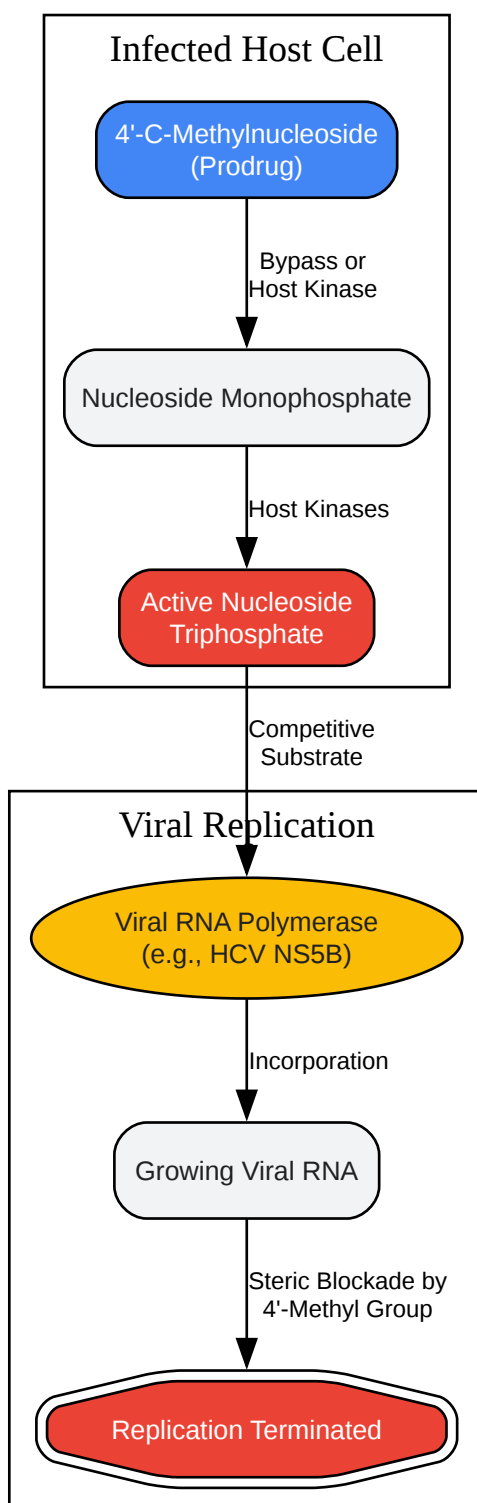 Infected Host Cell
4'-C-Methylnucleoside
(Prodrug)
Bypass or
Host Kinase
Nucleoside Monophosphate
Host Kinases
Active Nucleoside
Triphosphate
Competitive
Substrate
Viral Replication
Viral RNA Polymerase
(e.g., HCV NS5B)
Incorporation
Growing Viral RNA
Steric Blockade by
4'-Methyl Group
Replication Terminated